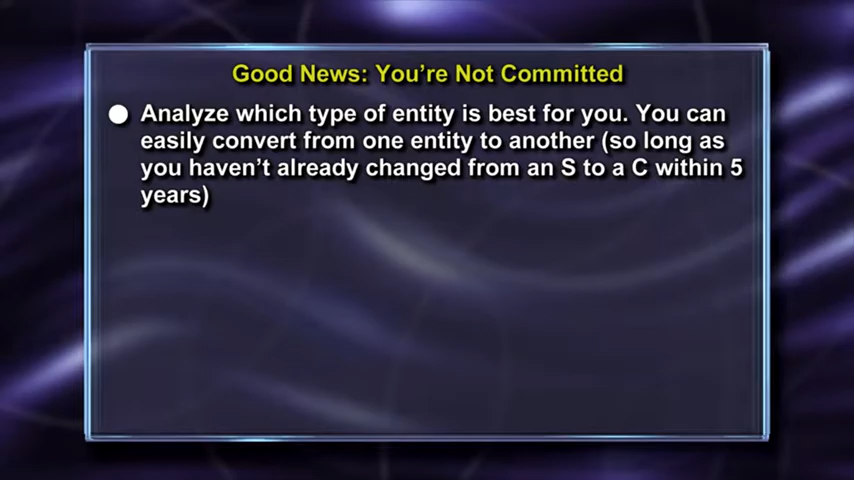 Good News: You’re Not Committed
● Analyze which type of entity is best for you. You can
easily convert from one entity to another (so long as
you haven’t already changed from an S to a C within 5
years)